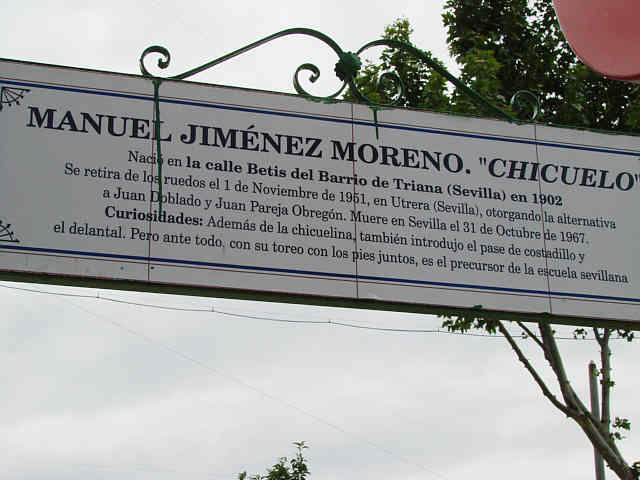 MANUEL JIMÉNEZ MORENO. "CHICUELO"
Nació en la calle Betis del Barrio de Triana (Sevilla) en 1902
Se retira de los ruedos el 1 de Noviembre de 1951, en Utrera (Sevilla), otorgando la alternativa
a Juan Doblado y Juan Pareja Obregón. Muere en Sevilla el 31 de Octubre de 1967.
Curiosidades: Además de la chicuelina, también introdujo el pase de costadillo y
el delantal. Pero ante todo, con su toreo con los pies juntos, es el precursor de la escuela sevillana